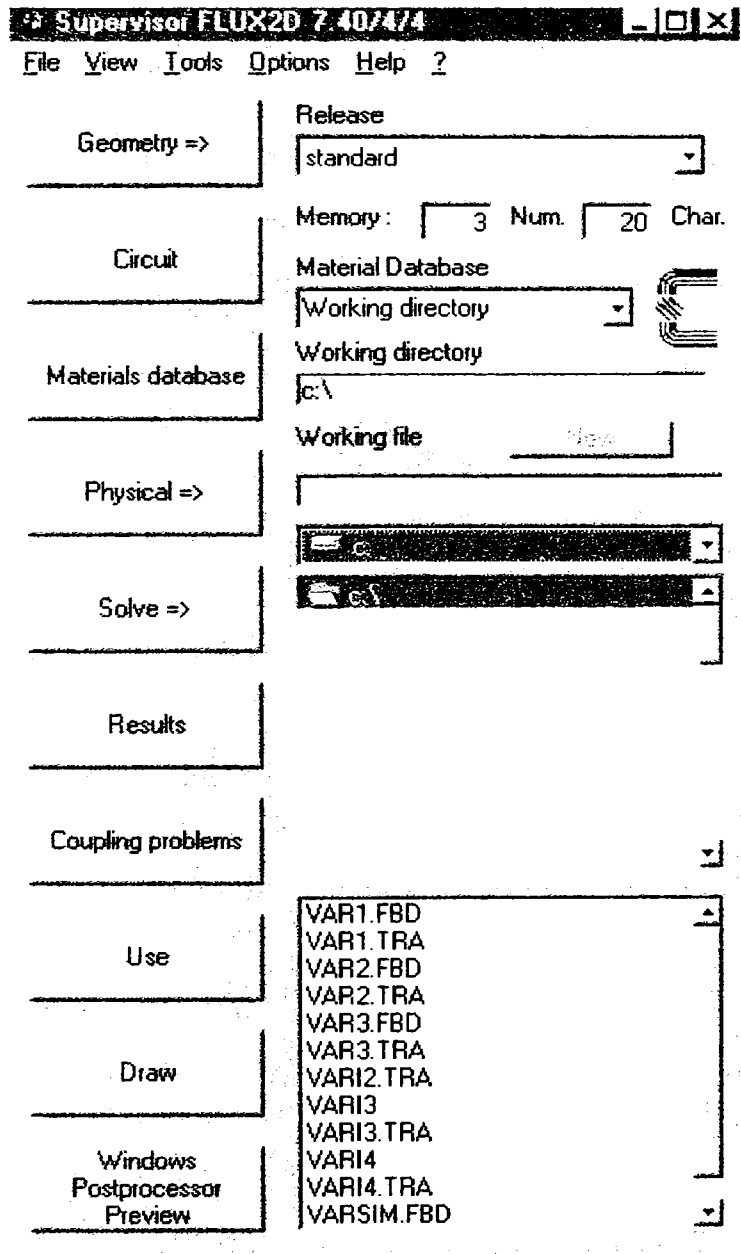 Supervisor FLUX2D 7.40/4/4
File View Tools Options Help ?
Geometry =>
Circuit
Materials database
Physical =>
Solve =>
Results
Coupling problems
Use
Draw
Windows
Postprocessor
Preview
Release
standard
Memory : 3 Num. 20 Char.
Material Database
Working directory
Working directory
c:\
Working file New
c:
c:\
VAR1.FBD
VAR1.TRA
VAR2.FBD
VAR2.TRA
VAR3.FBD
VAR3.TRA
VARI2.TRA
VARI3
VARI3.TRA
VARI4
VARI4.TRA
VARSIM.FBD